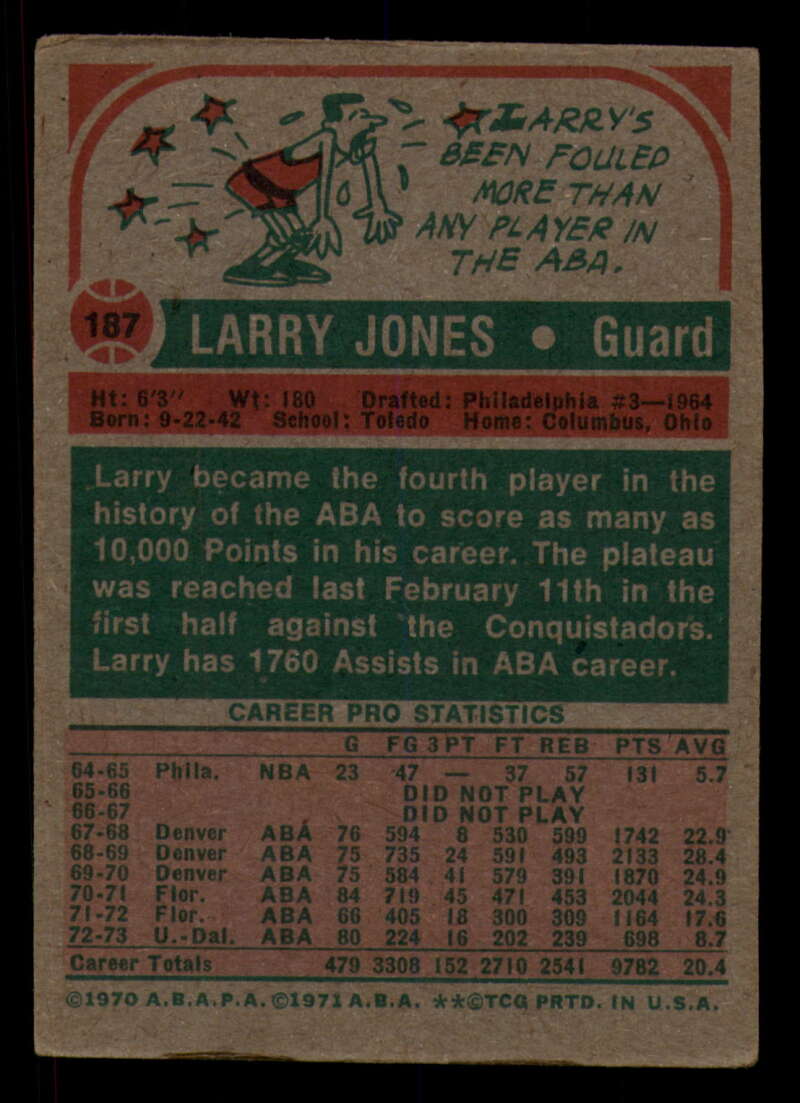 LARRY'S
BEEN FOULED
MORE THAN
ANY PLAYER IN
THE ABA.
187 LARRY JONES • Guard
Ht: 6'3" Wt: 180 Drafted: Philadelphia #3—1964
Born: 9-22-42 School: Toledo Home: Columbus, Ohio
Larry became the fourth player in the
history of the ABA to score as many as
10,000 Points in his career. The plateau
was reached last February 11th in the
first half against the Conquistadors.
Larry has 1760 Assists in ABA career.
CAREER PRO STATISTICS
G FG 3PT FT REB PTS AVG
64-65 Phila. NBA 23 47 — 37 57 131 5.7
65-66 DID NOT PLAY
66-67 DID NOT PLAY
67-68 Denver ABA 76 594 8 530 599 1742 22.9
68-69 Denver ABA 75 735 24 591 493 2133 28.4
69-70 Denver ABA 75 584 41 579 391 1870 24.9
70-71 Flor. ABA 84 719 45 471 453 2044 24.3
71-72 Flor. ABA 66 405 18 300 309 1164 17.6
72-73 U.-Dal. ABA 80 224 16 202 239 698 8.7
Career Totals 479 3308 152 2710 2541 9782 20.4
©1970 A.B.A.P.A. ©1971 A.B.A. **©TCG PRTD. IN U.S.A.